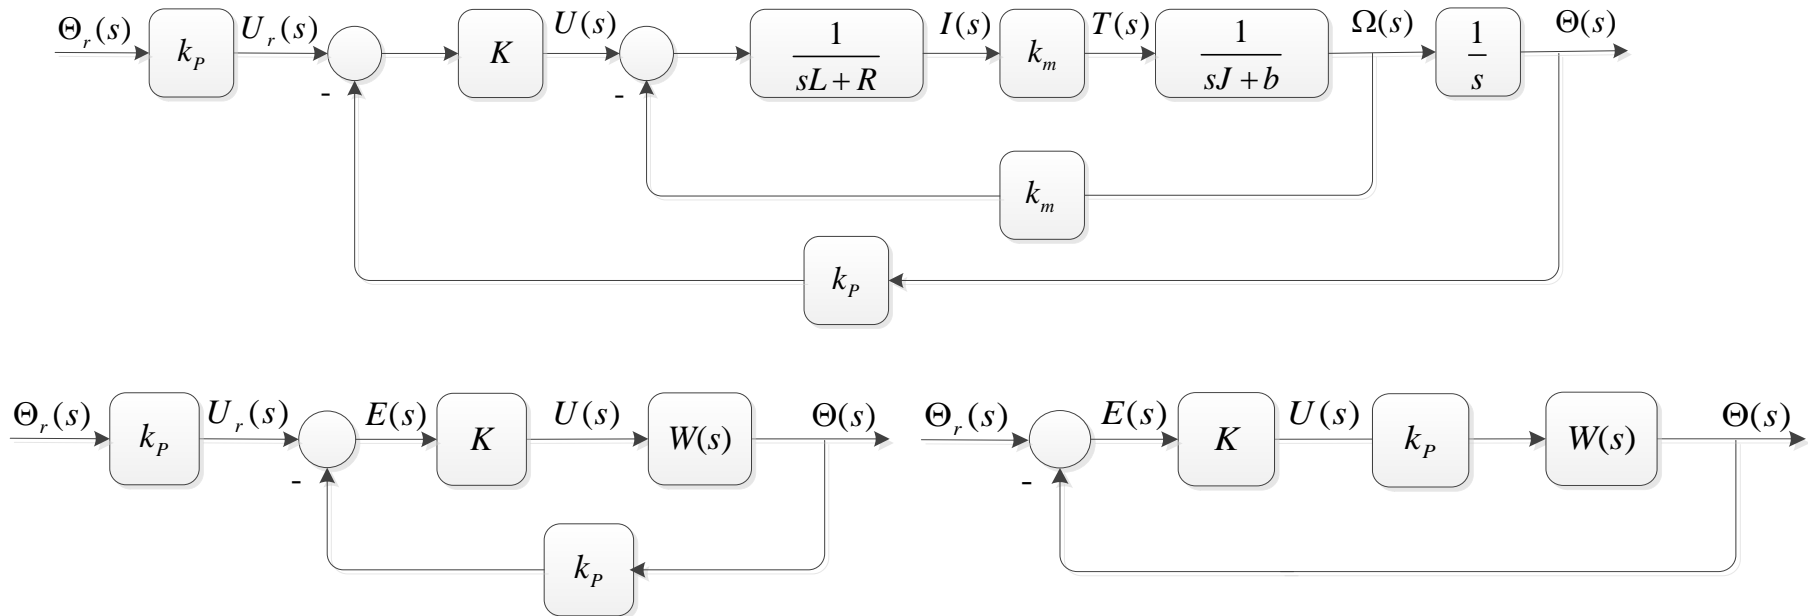 Θ_r(s) k_P U_r(s) K U(s) 1/(sL+R) I(s) k_m T(s) 1/(sJ+b) Ω(s) 1/s Θ(s)
- -
k_m
k_P
Θ_r(s) k_P U_r(s) E(s) K U(s) W(s) Θ(s)
-
k_P
Θ_r(s) E(s) K U(s) k_P W(s) Θ(s)
-